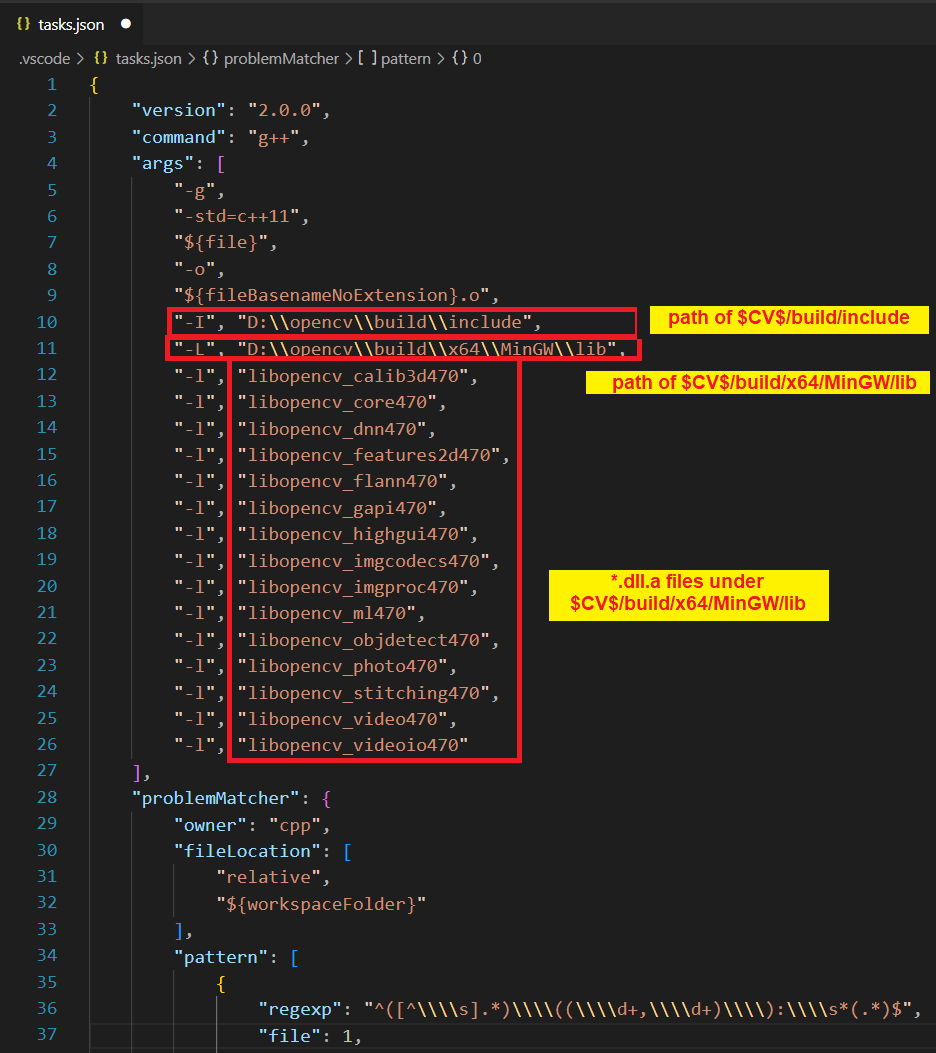 {} tasks.json ●
.vscode > {} tasks.json > {} problemMatcher > [ ] pattern > {} 0
1 {
2 "version": "2.0.0",
3 "command": "g++",
4 "args": [
5 "-g",
6 "-std=c++11",
7 "${file}",
8 "-o",
9 "${fileBasenameNoExtension}.o",
10 "-I", "D:\\opencv\\build\\include",
path of $CV$/build/include
11 "-L", "D:\\opencv\\build\\x64\\MinGW\\lib",
path of $CV$/build/x64/MinGW/lib
12 "-l", "libopencv_calib3d470",
13 "-l", "libopencv_core470",
14 "-l", "libopencv_dnn470",
15 "-l", "libopencv_features2d470",
16 "-l", "libopencv_flann470",
17 "-l", "libopencv_gapi470",
18 "-l", "libopencv_highgui470",
19 "-l", "libopencv_imgcodecs470",
20 "-l", "libopencv_imgproc470",
21 "-l", "libopencv_ml470",
22 "-l", "libopencv_objdetect470",
23 "-l", "libopencv_photo470",
24 "-l", "libopencv_stitching470",
25 "-l", "libopencv_video470",
26 "-l", "libopencv_videoio470"
*.dll.a files under
$CV$/build/x64/MinGW/lib
27 ],
28 "problemMatcher": {
29 "owner": "cpp",
30 "fileLocation": [
31 "relative",
32 "${workspaceFolder}"
33 ],
34 "pattern": [
35 {
36 "regexp": "^([^\\\\s].*)\\\\((\\\\d+,\\\\d+)\\\\):\\\\s*(.*)$",
37 "file": 1,